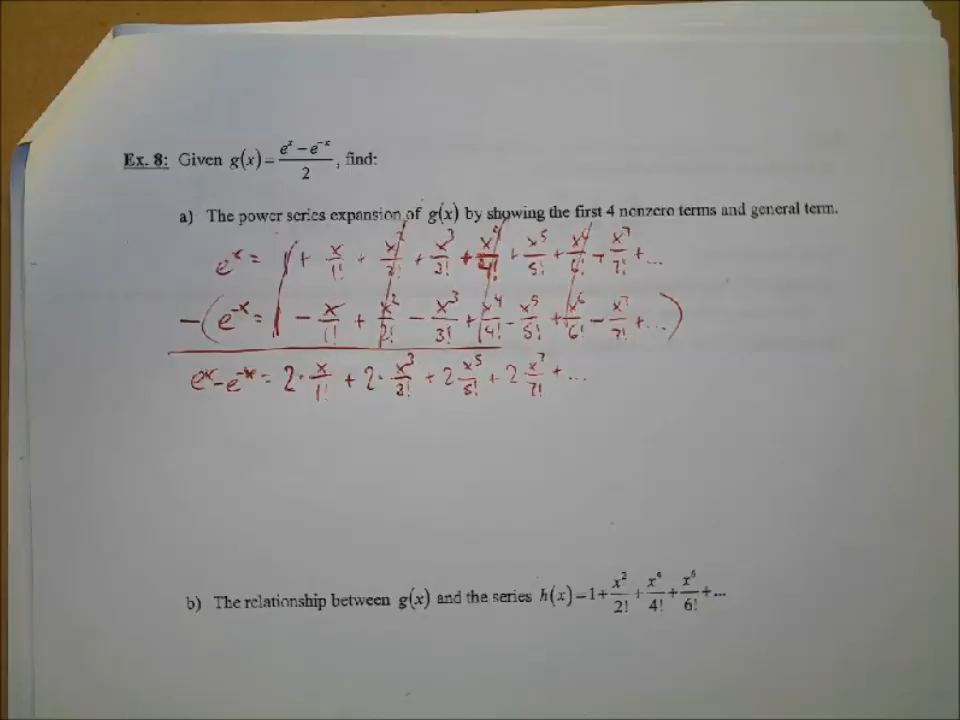 Ex. 8: Given g(x) = (e^x − e^−x)/2, find:
a) The power series expansion of g(x) by showing the first 4 nonzero terms and general term.
e^x = 1 + x/1! + x^2/2! + x^3/3! + x^4/4! + x^5/5! + x^6/6! + x^7/7! + ...
−(e^−x = 1 − x/1! + x^2/2! − x^3/3! + x^4/4! − x^5/5! + x^6/6! − x^7/7! + ...)
e^x − e^−x = 2·x/1! + 2·x^3/3! + 2 x^5/5! + 2 x^7/7! + ...
b) The relationship between g(x) and the series h(x) = 1 + x^2/2! + x^4/4! + x^6/6! + ...